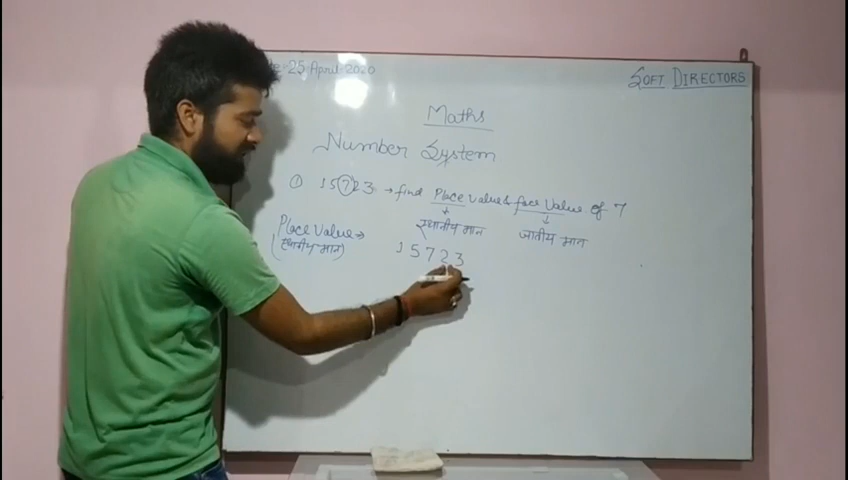 25 April 2020
SOFT DIRECTORS
Maths
Number System
① 15723 → find Place Value & face Value of 7
स्थानीय मान
जातीय मान
Place Value →
(स्थानीय मान)
15723